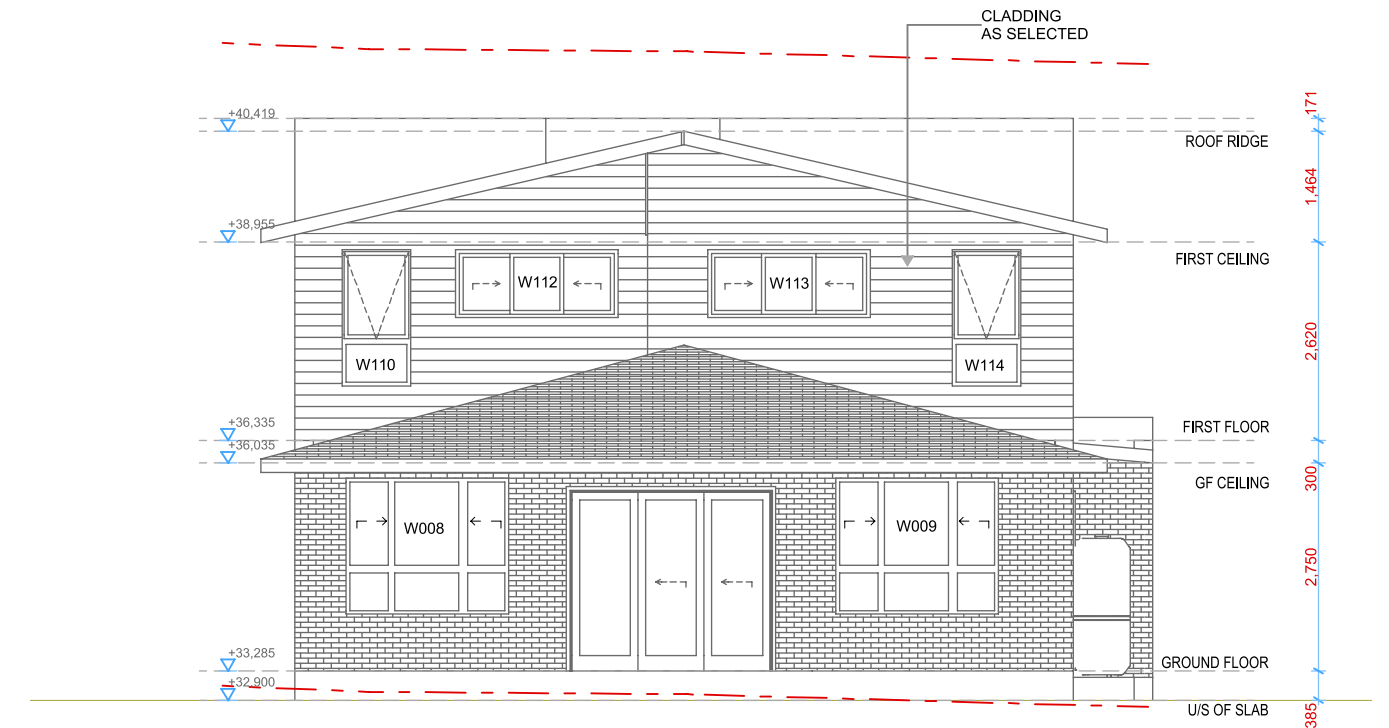 CLADDING
AS SELECTED
+40,419
171
ROOF RIDGE
1,464
+38,955
FIRST CEILING
W112
W113
2,620
W110
W114
+36,335
FIRST FLOOR
+36,035
300
GF CEILING
W008
W009
2,750
+33,285
GROUND FLOOR
+32,900
U/S OF SLAB
385